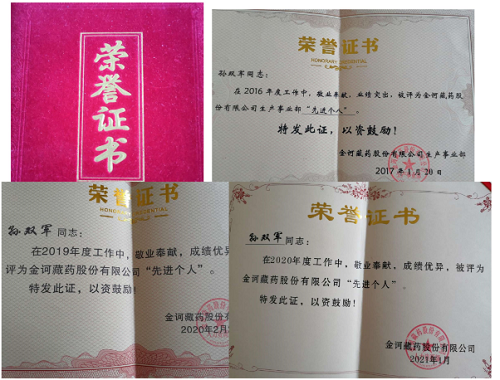 荣誉证书
荣誉证书
HONORARY CREDENTIAL
孙双军同志：
在 2016 年度工作中，敬业奉献，业绩突出，被评为金诃藏药股
份有限公司生产事业部“先进个人”。
特发此证，以资鼓励！
金诃藏药股份有限公司生产事业部
2017 年 1 月 20 日
荣誉证书
孙双军同志：
在2019年度工作中，敬业奉献，成绩优异
评为金诃藏药股份有限公司“先进个人”。
特发此证，以资鼓励！
金诃藏药股份
2020年2月
荣誉证书
孙双军同志：
在2020年度工作中，敬业奉献，成绩优异，被评为
金诃藏药股份有限公司“先进个人”。
特发此证，以资鼓励！
金诃藏药股份有限公司
2021年1月